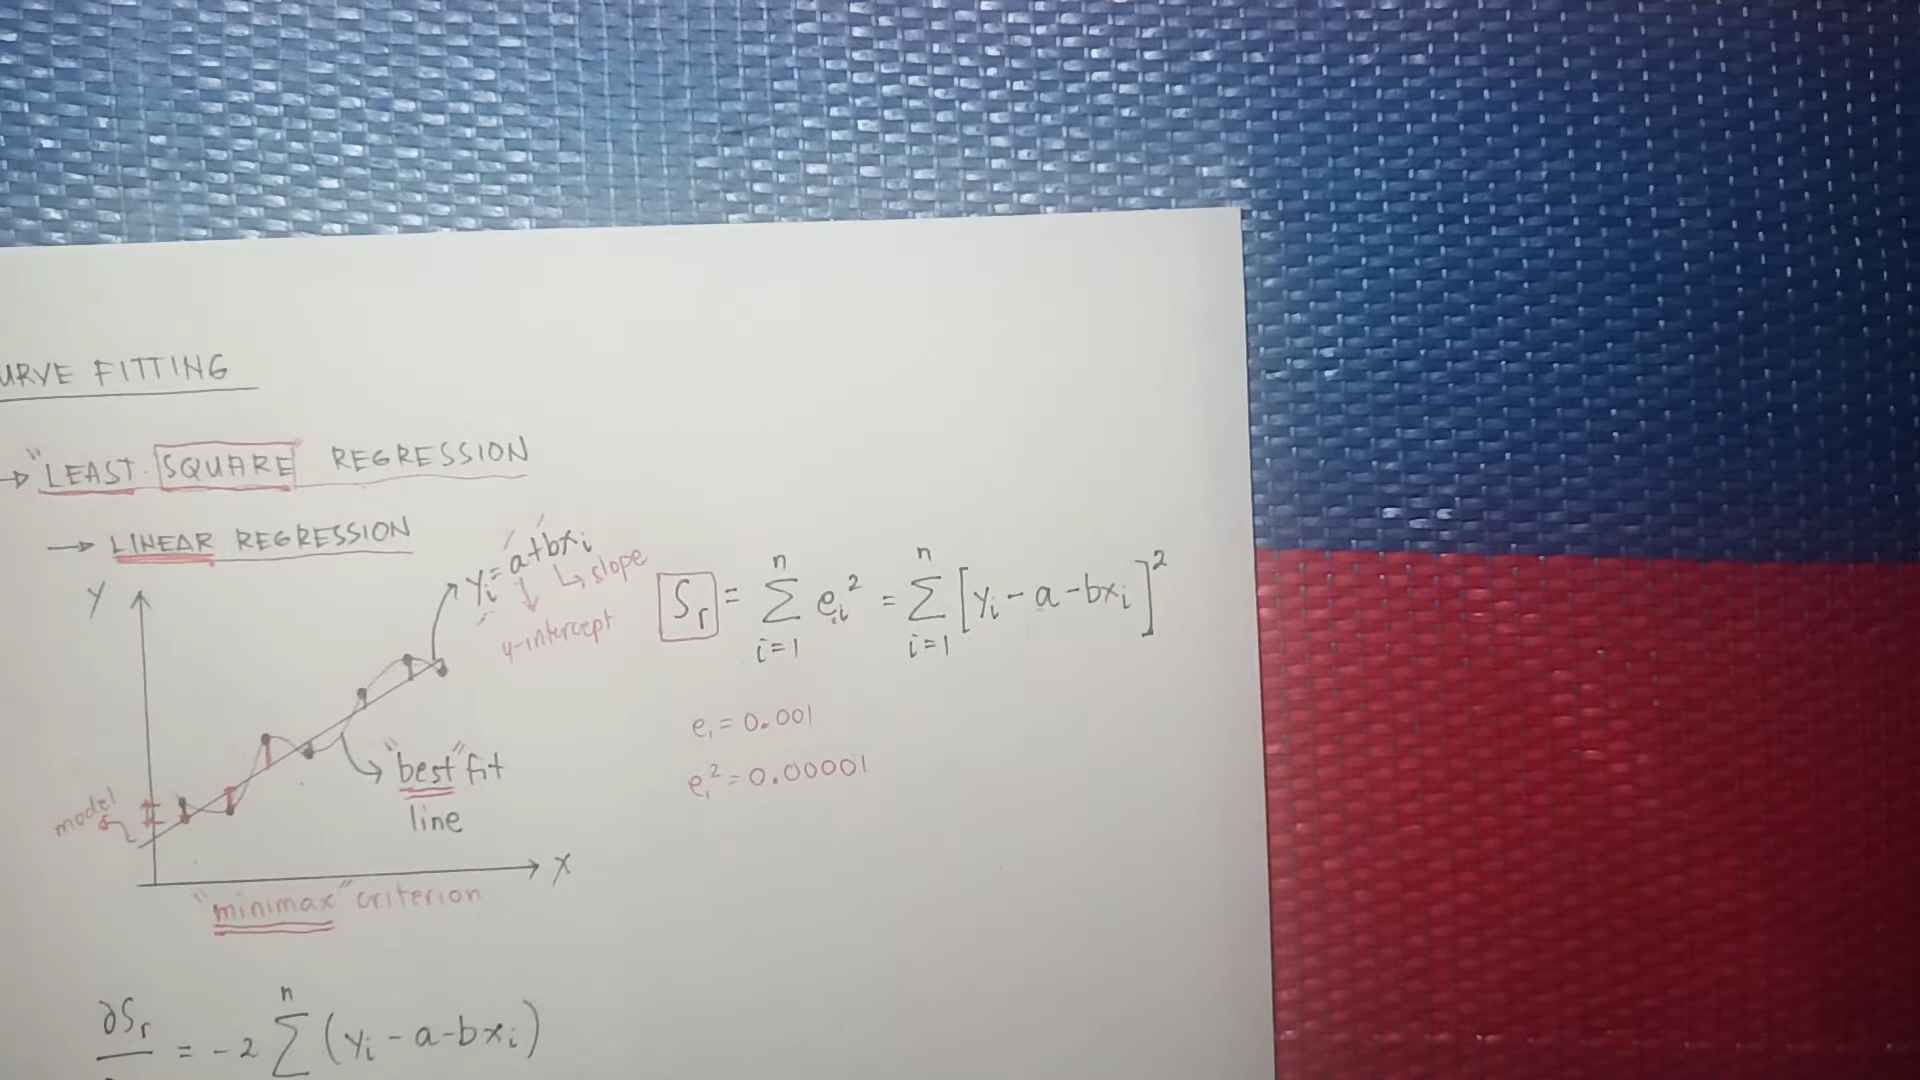 URVE FITTING
→ "LEAST SQUARE REGRESSION
→ LINEAR REGRESSION
Y
yᵢ = a+bxᵢ
↳ slope
y-intercept
"best" fit
line
model
X
"minimax" criterion
Sr = n∑i=1 eᵢ² = n∑i=1 [yᵢ - a - bxᵢ]²
e₁ = 0.001
e₁² = 0.00001
∂Sr
= -2 n∑ (yᵢ - a - bxᵢ)